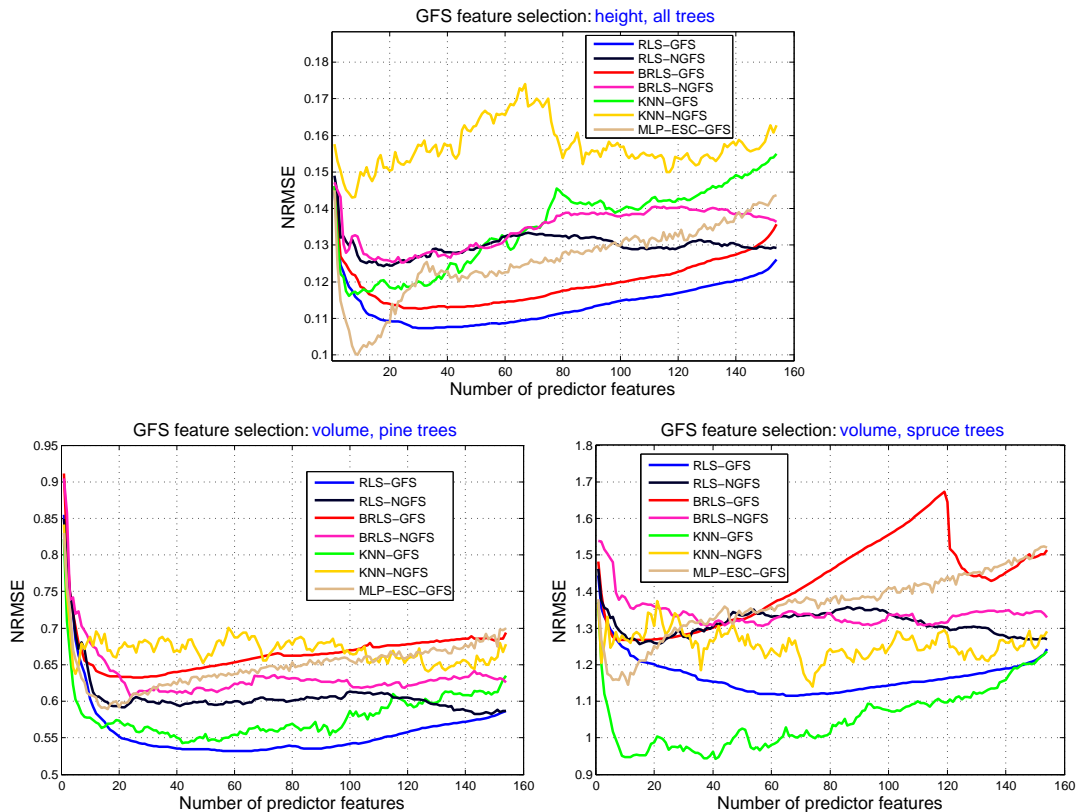 GFS feature selection: height, all trees
NRMSE
0.18
0.17
0.16
0.15
0.14
0.13
0.12
0.11
0.1
RLS-GFS
RLS-NGFS
BRLS-GFS
BRLS-NGFS
KNN-GFS
KNN-NGFS
MLP-ESC-GFS
20 40 60 80 100 120 140 160
Number of predictor features
GFS feature selection: volume, pine trees
NRMSE
0.95
0.9
0.85
0.8
0.75
0.7
0.65
0.6
0.55
0.5
RLS-GFS
RLS-NGFS
BRLS-GFS
BRLS-NGFS
KNN-GFS
KNN-NGFS
MLP-ESC-GFS
0 20 40 60 80 100 120 140 160
Number of predictor features
GFS feature selection: volume, spruce trees
NRMSE
1.8
1.7
1.6
1.5
1.4
1.3
1.2
1.1
1
0.9
RLS-GFS
RLS-NGFS
BRLS-GFS
BRLS-NGFS
KNN-GFS
KNN-NGFS
MLP-ESC-GFS
0 20 40 60 80 100 120 140 160
Number of predictor features